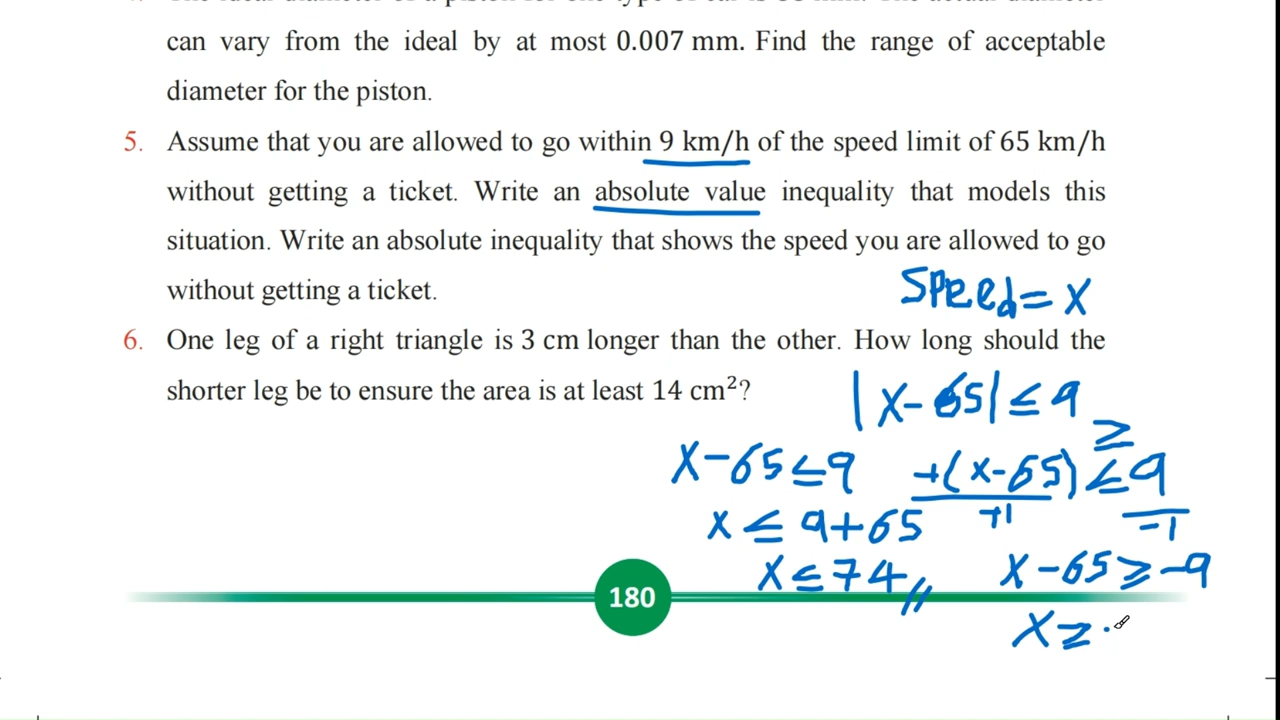 can vary from the ideal by at most 0.007 mm. Find the range of acceptable
diameter for the piston.
5. Assume that you are allowed to go within 9 km/h of the speed limit of 65 km/h
without getting a ticket. Write an absolute value inequality that models this
situation. Write an absolute inequality that shows the speed you are allowed to go
without getting a ticket.
Speed = x
6. One leg of a right triangle is 3 cm longer than the other. How long should the
shorter leg be to ensure the area is at least 14 cm²?
|x-65| ≤ 9
≥
x-65 ≤ 9 +(x-65) ≤ 9
x ≤ 9+65 +1 -1
x ≤ 74 x-65 ≥ -9
180
x ≥